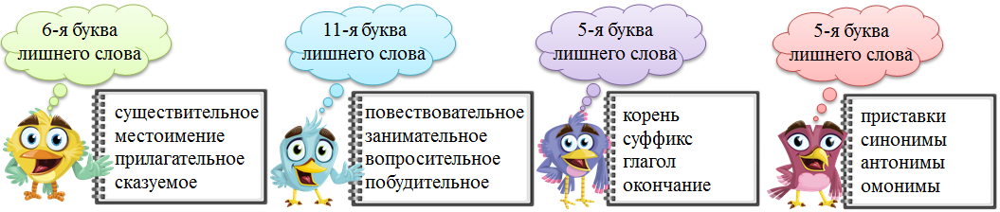 6-я буква
лишнего слова
существительное
местоимение
прилагательное
сказуемое
11-я буква
лишнего слова
повествовательное
занимательное
вопросительное
побудительное
5-я буква
лишнего слова
корень
суффикс
глагол
окончание
5-я буква
лишнего слова
приставки
синонимы
антонимы
омонимы